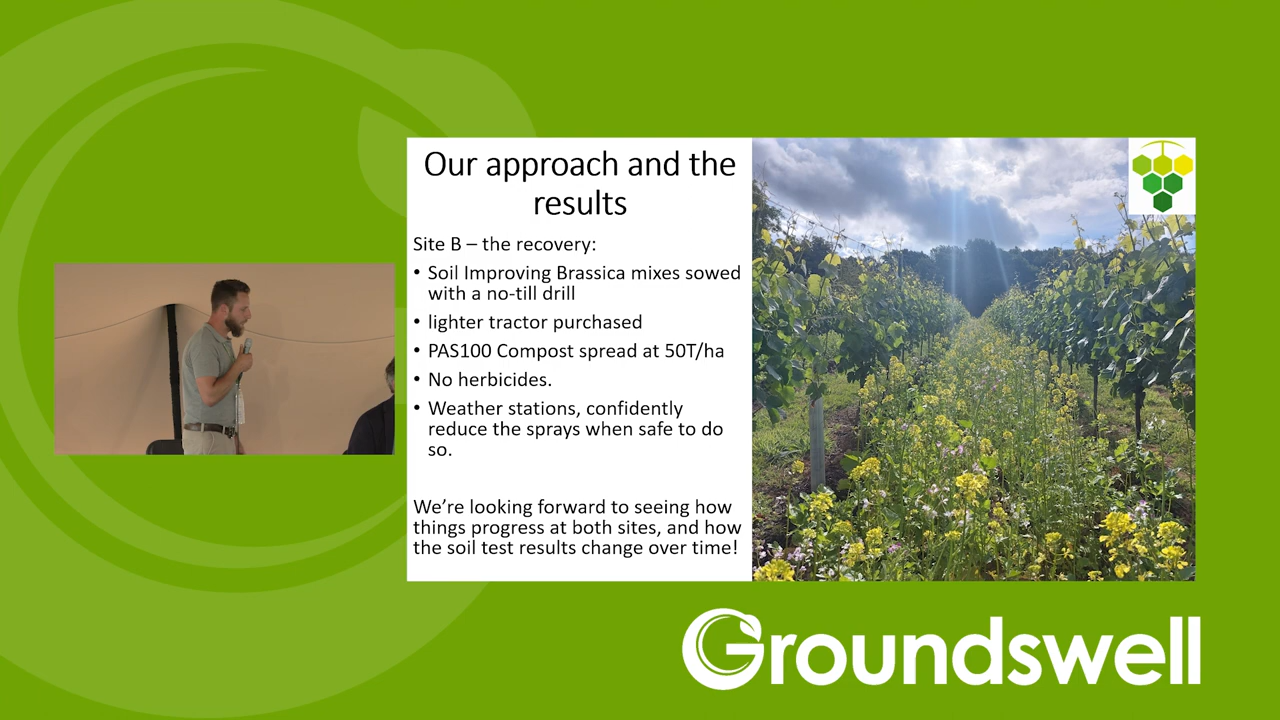 Our approach and the
results
Site B – the recovery:
• Soil Improving Brassica mixes sowed
with a no-till drill
• lighter tractor purchased
• PAS100 Compost spread at 50T/ha
• No herbicides.
• Weather stations, confidently
reduce the sprays when safe to do
so.
We’re looking forward to seeing how
things progress at both sites, and how
the soil test results change over time!
Groundswell